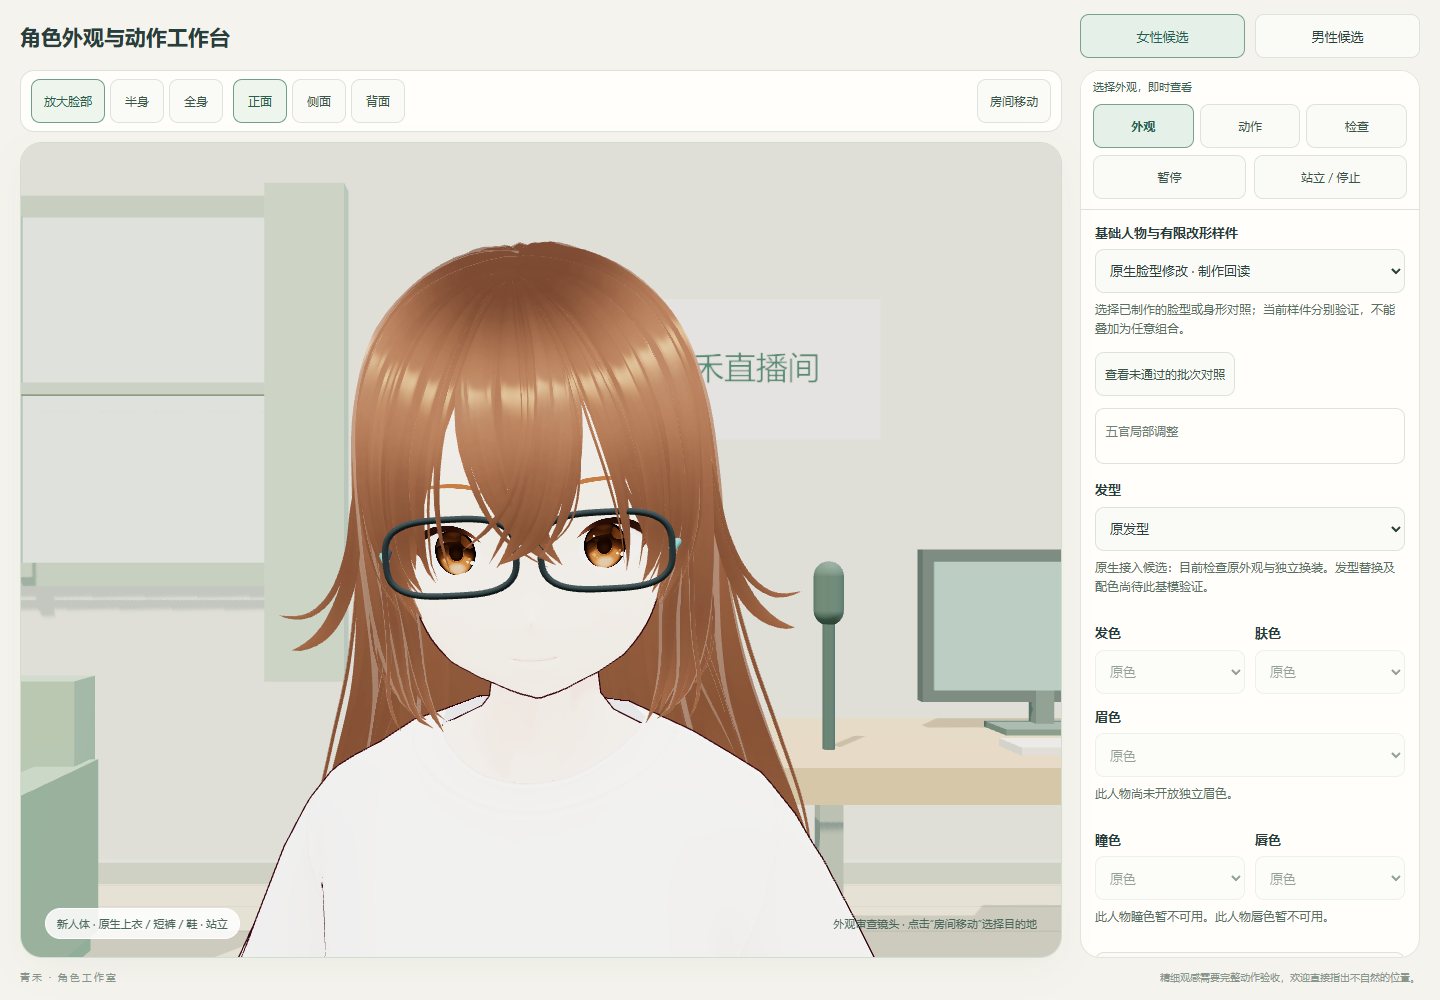 角色外观与动作工作台
女性候选
男性候选
放大脸部
半身
全身
正面
侧面
背面
房间移动
选择外观，即时查看
外观
动作
检查
暂停
站立 / 停止
基础人物与有限改形样件
原生脸型修改 · 制作回读
选择已制作的脸型或身形对照；当前样件分别验证，不能
叠加为任意组合。
查看未通过的批次对照
五官局部调整
发型
原发型
原生接入候选：目前检查原外观与独立换装。发型替换及
配色尚待此基模验证。
发色
肤色
原色
原色
眉色
原色
此人物尚未开放独立眉色。
瞳色
唇色
原色
原色
此人物瞳色暂不可用。此人物唇色暂不可用。
禾直播间
新人体 · 原生上衣 / 短裤 / 鞋 · 站立
外观审查镜头 · 点击“房间移动”选择目的地
青禾 · 角色工作室
精细观感需要完整动作验收，欢迎直接指出不自然的位置。